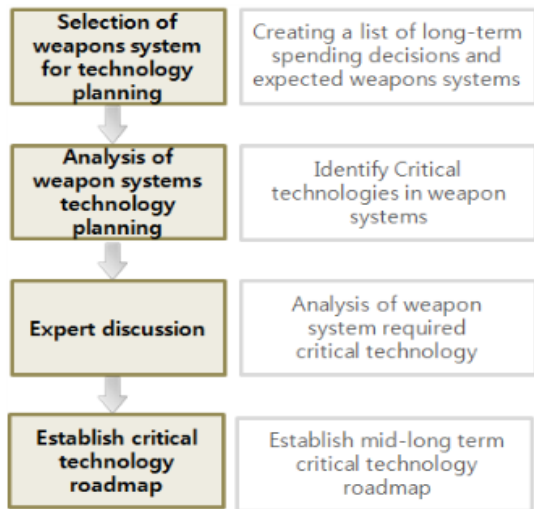 Selection of
weapons system
for technology
planning
Creating a list of long-term
spending decisions and
expected weapons systems
Analysis of
weapon systems
technology
planning
Identify Critical
technologies in weapon
systems
Expert discussion
Analysis of weapon
system required
critical technology
Establish critical
technology
roadmap
Establish mid-long term
critical technology
roadmap